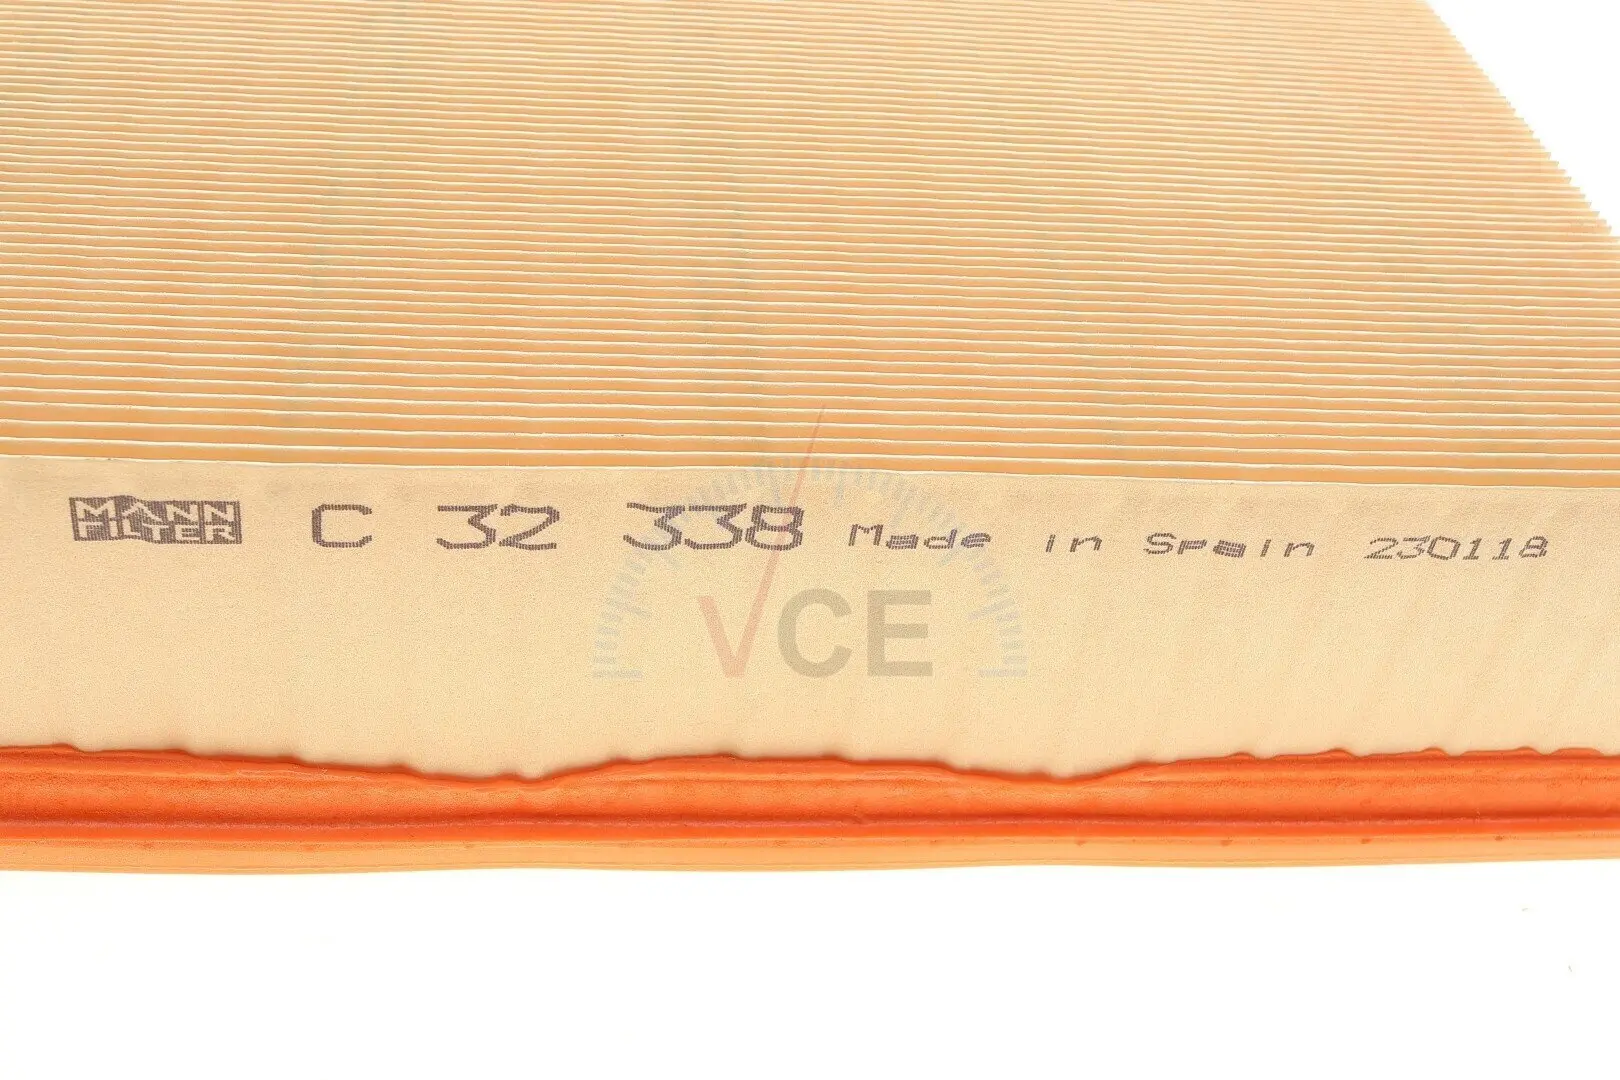 MANN
FILTER C 32 338 Made in Spain 230118
VCE